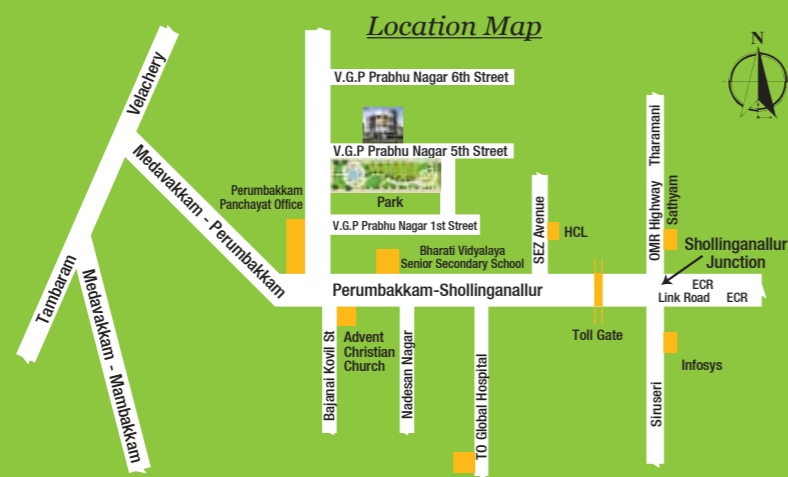 Location Map
N
V.G.P Prabhu Nagar 6th Street
Velachery
V.G.P Prabhu Nagar 5th Street
Medavakkam - Perumbakkam
Perumbakkam
Panchayat Office
Park
V.G.P Prabhu Nagar 1st Street
SEZ Avenue
HCL
OMR Highway Tharamani
Sathyam
Bharati Vidyalaya
Senior Secondary School
Shollinganallur
Junction
Tambaram
Medavakkam - Mambakkam
Perumbakkam-Shollinganallur
ECR
Link Road ECR
Bajanai Kovil St
Advent
Christian
Church
Nadesan Nagar
TO Global Hospital
Toll Gate
Siruseri
Infosys